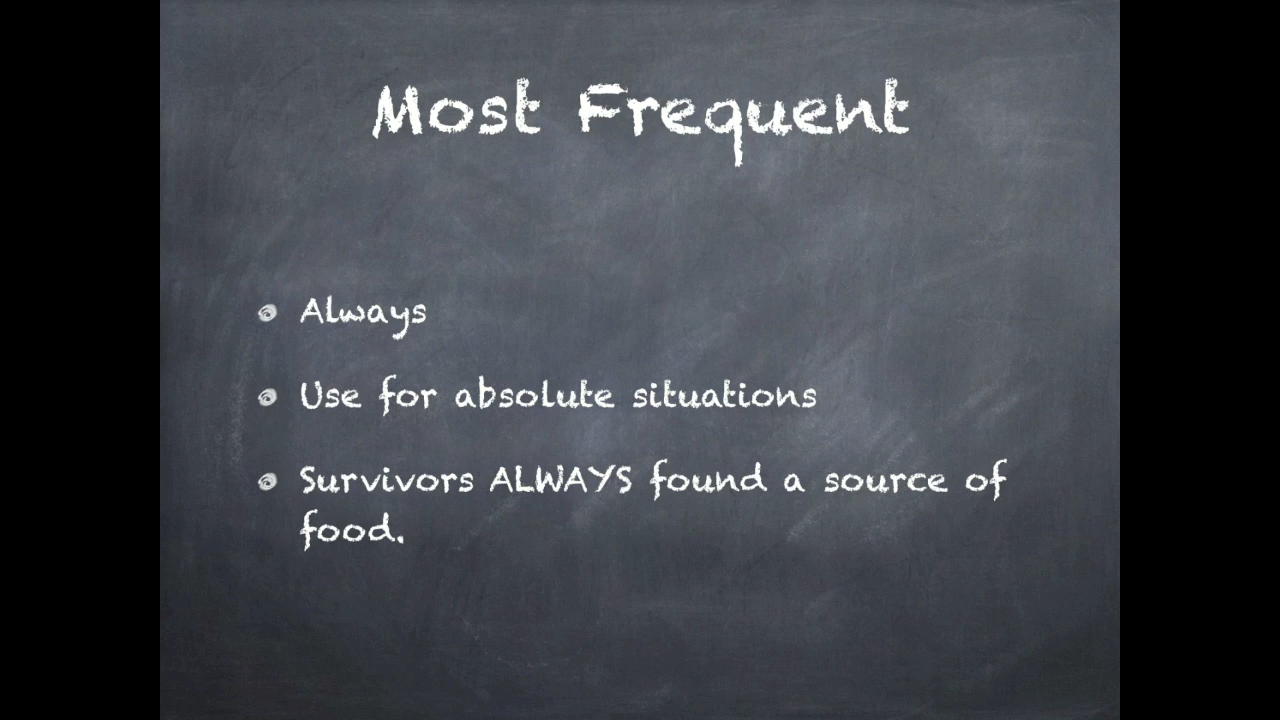 Most Frequent
Always
Use for absolute situations
Survivors ALWAYS found a source of
food.